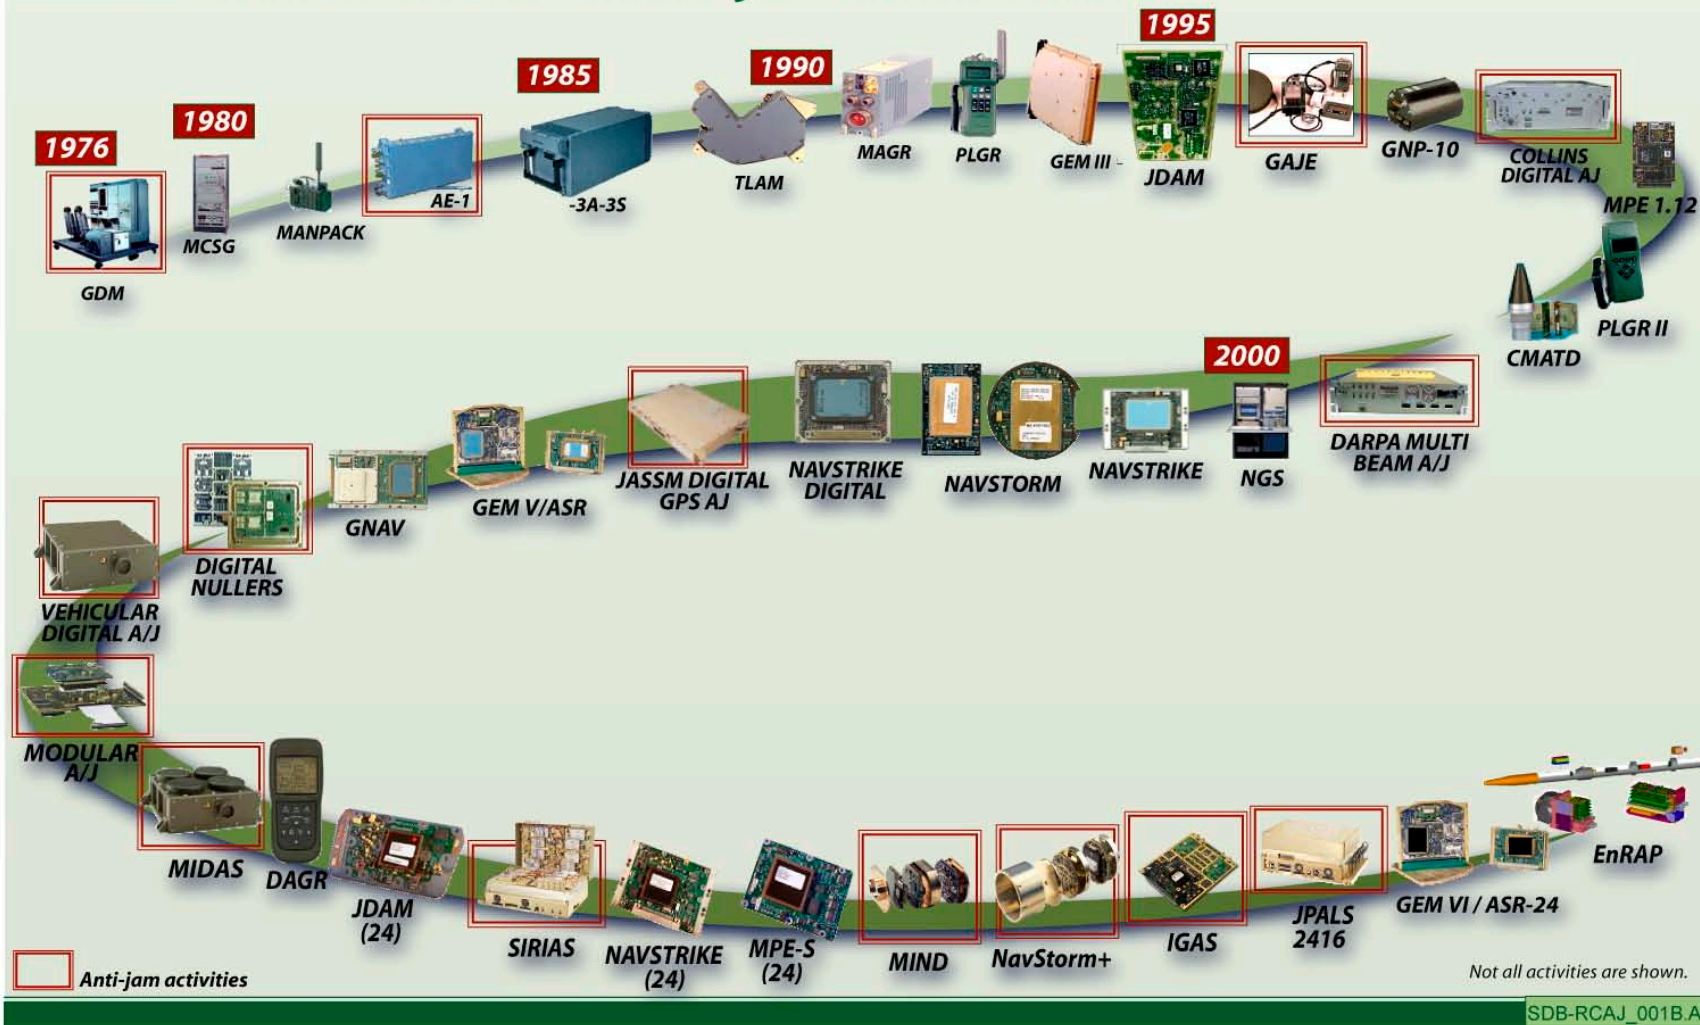 1995
1990
1985
1980
1976
GDM
MCSG
MANPACK
AE-1
-3A-3S
TLAM
MAGR
PLGR
GEM III
JDAM
GAJE
GNP-10
COLLINS
DIGITAL AJ
MPE 1.12
PLGR II
CMATD
2000
DARPA MULTI
BEAM A/J
NGS
NAVSTRIKE
NAVSTORM
NAVSTRIKE
DIGITAL
JASSM DIGITAL
GPS AJ
GEM V/ASR
GNAV
DIGITAL
NULLERS
VEHICULAR
DIGITAL A/J
MODULAR
A/J
MIDAS
DAGR
JDAM
(24)
SIRIAS
NAVSTRIKE
(24)
MPE-S
(24)
MIND
NavStorm+
IGAS
JPALS
2416
GEM VI / ASR-24
EnRAP
Anti-jam activities
Not all activities are shown.
SDB-RCAJ_001B.A